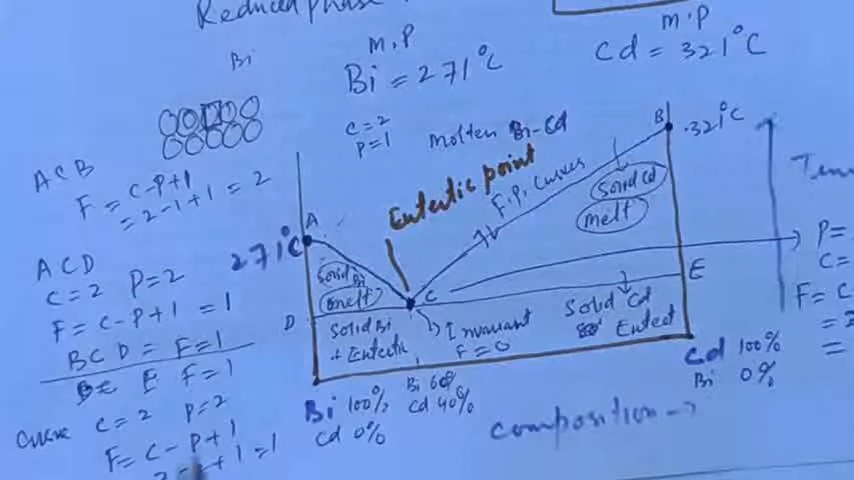 Reduced phase
Bi
M.P
Bi = 271°C
m.p
Cd = 321°C
C=2
P=1
Molten Bi-Cd
ACB
F = C-P+1
= 2-1+1 = 2
ACD
C=2 P=2
F = C-P+1 = 1
BCD = F=1
E F=1
Curve C=2 P=2
F = C-P+1
+1 =1
A
271°C
Eutectic point
F.P. Curves
B
321°C
Solid Cd
melt
Solid Bi
melt
C
D
E
Solid Bi
+ Eutectic
Invariant
F=0
Solid Cd
Eutect
Bi 100%
Cd 0%
Bi 60%
Cd 40%
Cd 100%
Bi 0%
composition →
P=
C=
F= C
=
=